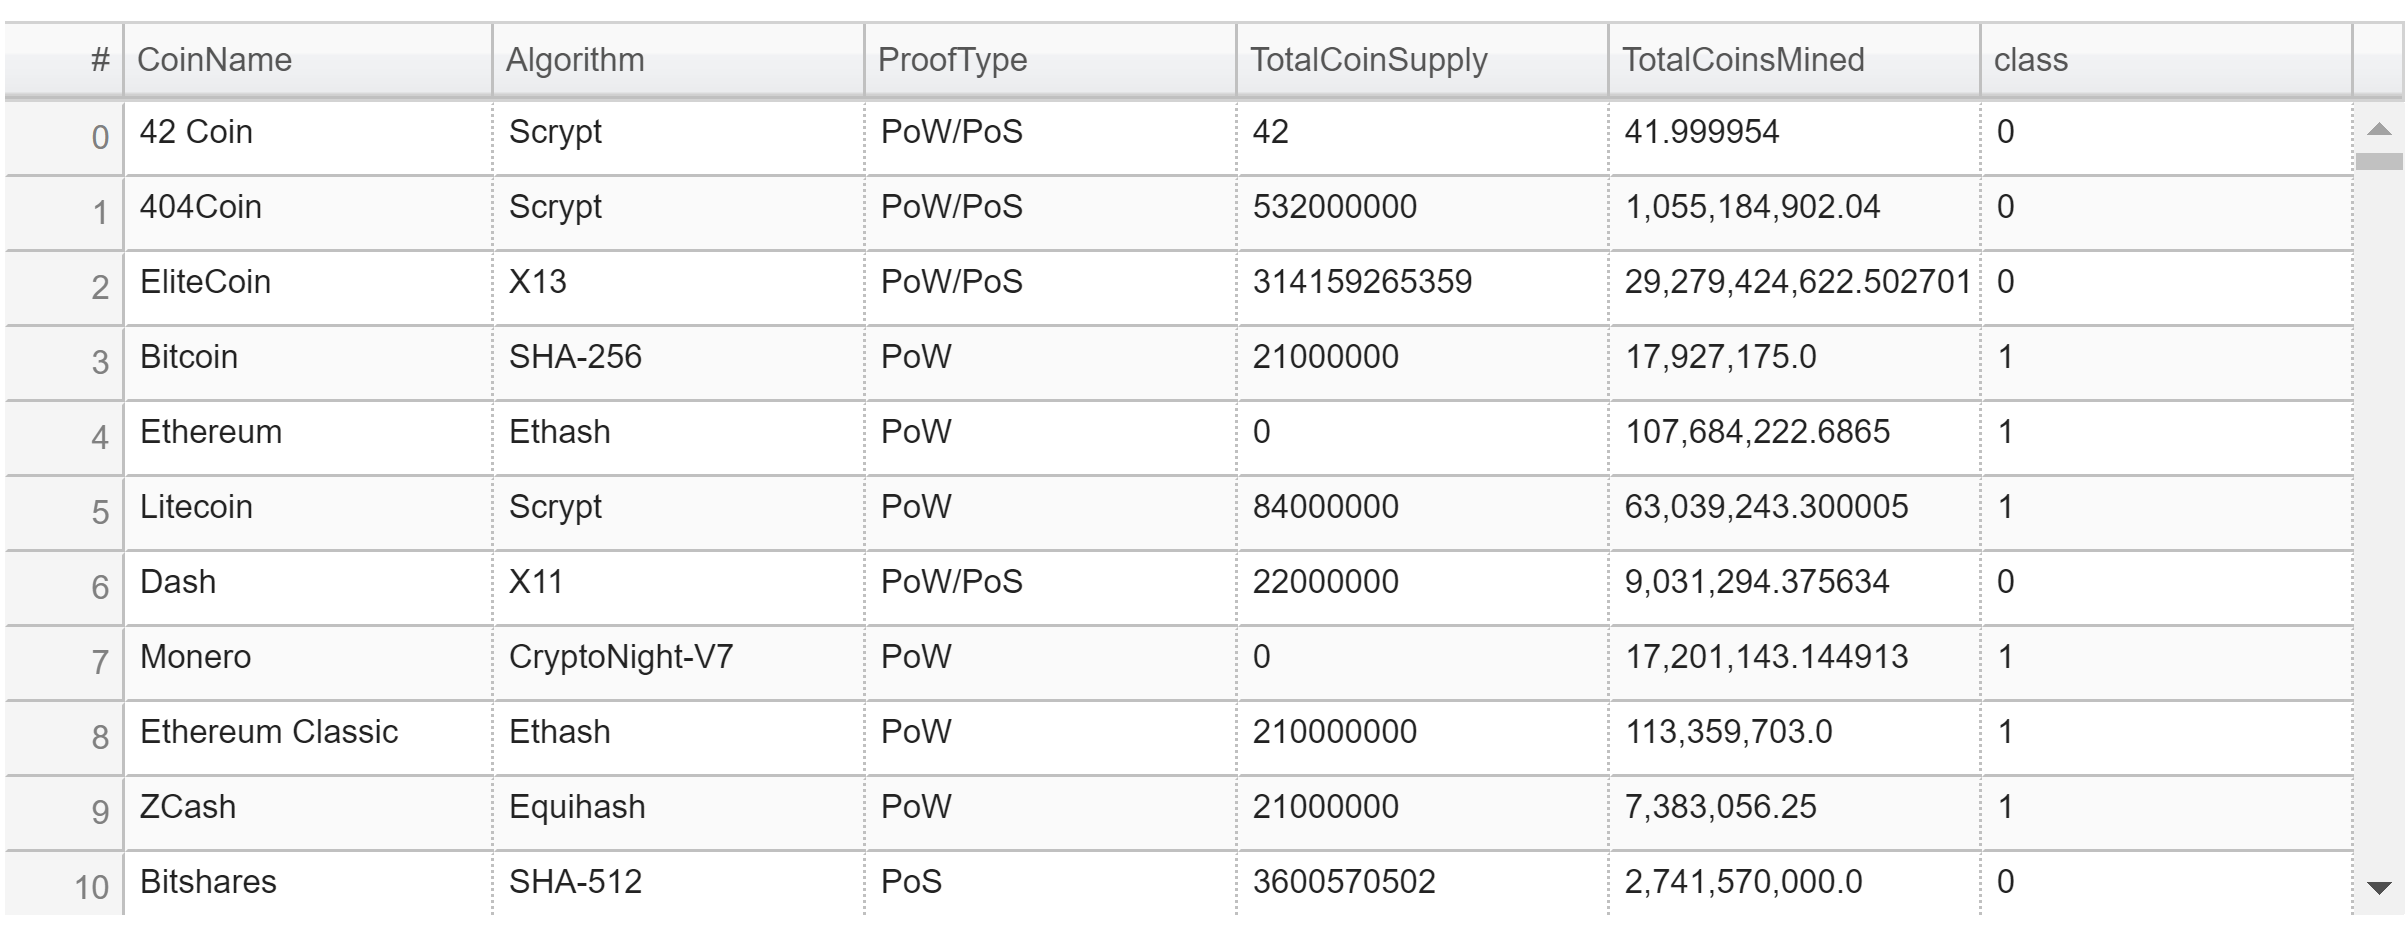 # CoinName Algorithm ProofType TotalCoinSupply TotalCoinsMined class
0 42 Coin Scrypt PoW/PoS 42 41.999954 0
1 404Coin Scrypt PoW/PoS 532000000 1,055,184,902.04 0
2 EliteCoin X13 PoW/PoS 314159265359 29,279,424,622.502701 0
3 Bitcoin SHA-256 PoW 21000000 17,927,175.0 1
4 Ethereum Ethash PoW 0 107,684,222.6865 1
5 Litecoin Scrypt PoW 84000000 63,039,243.300005 1
6 Dash X11 PoW/PoS 22000000 9,031,294.375634 0
7 Monero CryptoNight-V7 PoW 0 17,201,143.144913 1
8 Ethereum Classic Ethash PoW 210000000 113,359,703.0 1
9 ZCash Equihash PoW 21000000 7,383,056.25 1
10 Bitshares SHA-512 PoS 3600570502 2,741,570,000.0 0